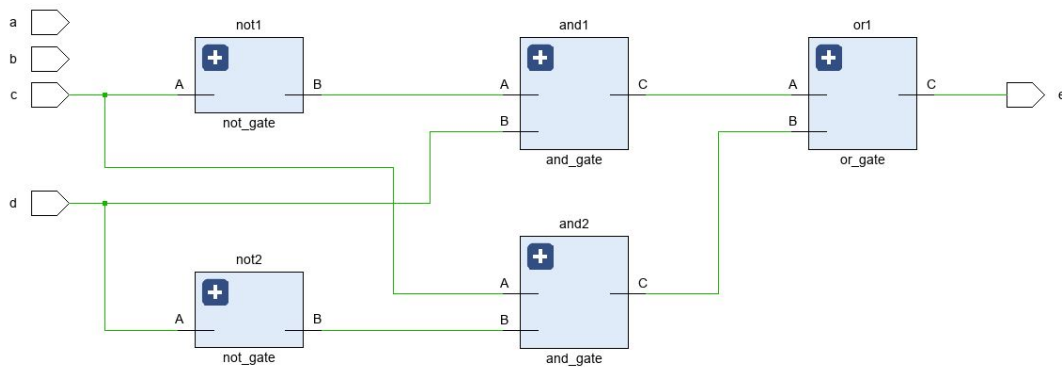 a
b
c
d
not1
A
B
not_gate
not2
A
B
not_gate
and1
A
B
C
and_gate
and2
A
B
C
and_gate
or1
A
B
C
or_gate
e